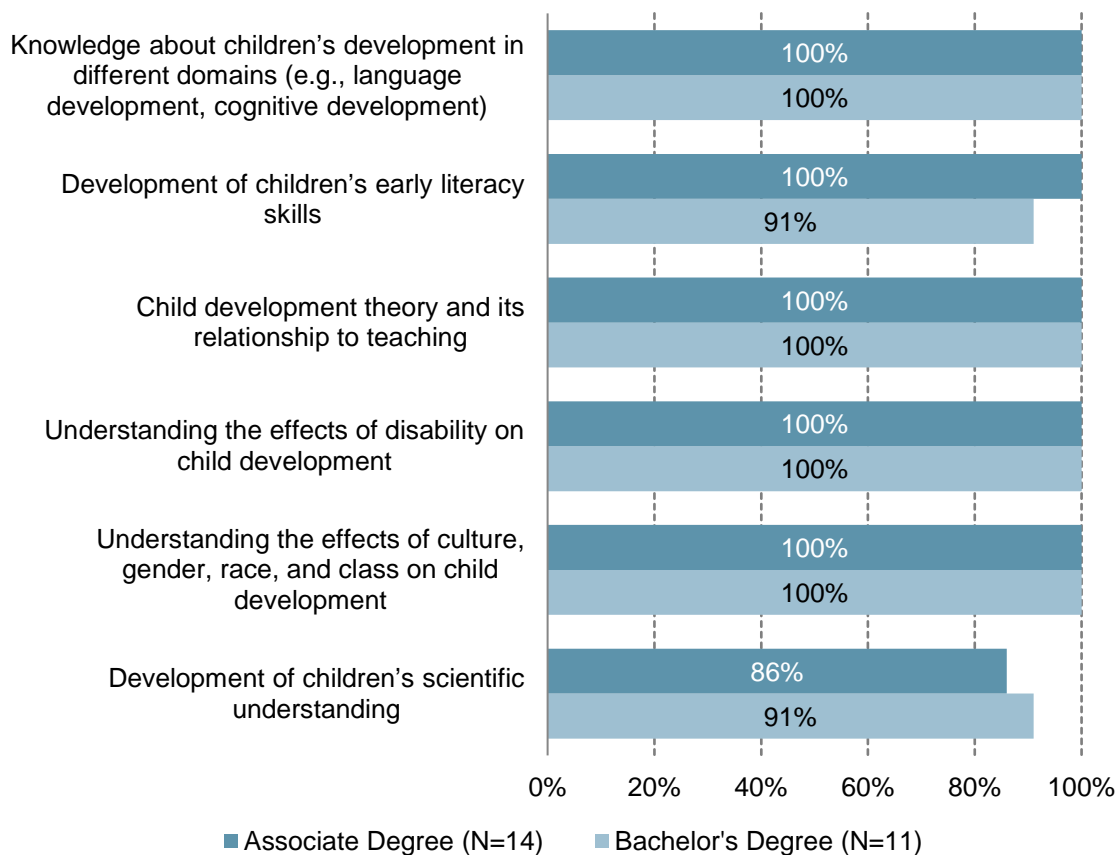 Knowledge about children’s development in
different domains (e.g., language
development, cognitive development)
100%
100%
Development of children’s early literacy
skills
100%
91%
Child development theory and its
relationship to teaching
100%
100%
Understanding the effects of disability on
child development
100%
100%
Understanding the effects of culture,
gender, race, and class on child
development
100%
100%
Development of children’s scientific
understanding
86%
91%
0% 20% 40% 60% 80% 100%
Associate Degree (N=14) Bachelor's Degree (N=11)